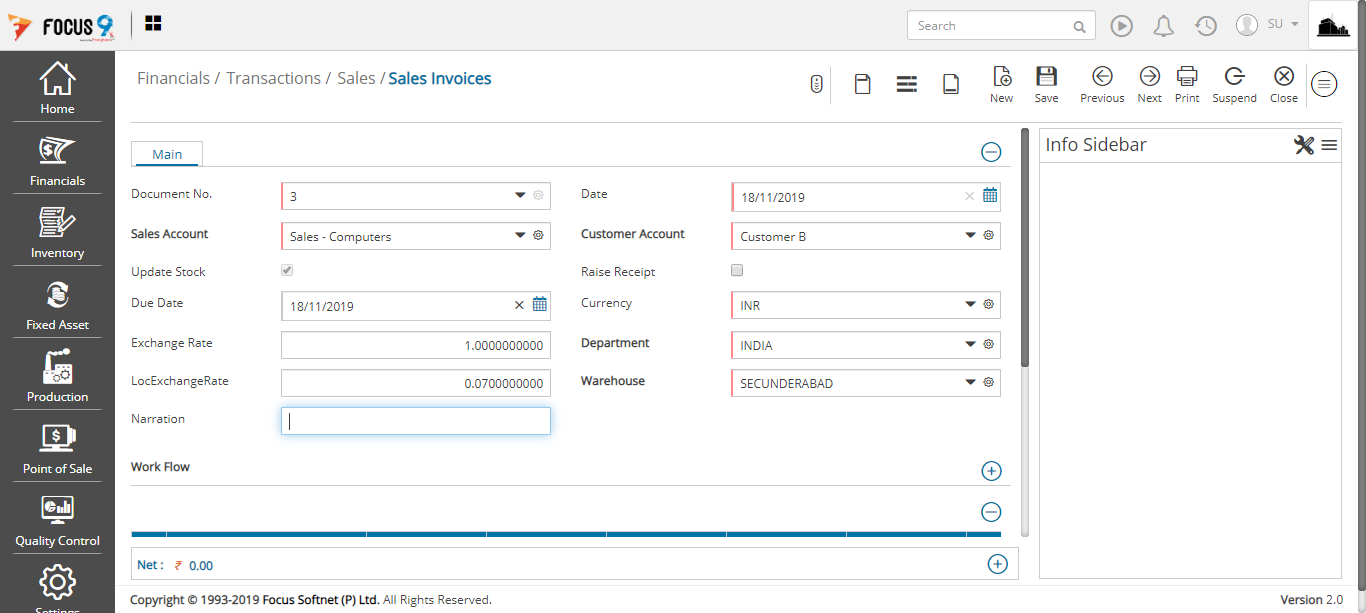 FOCUS 9
Search
SU
Home
Financials
Inventory
Fixed Asset
Production
Point of Sale
Quality Control
Settings
Financials / Transactions / Sales / Sales Invoices
New
Save
Previous
Next
Print
Suspend
Close
Main
Document No. 3
Date 18/11/2019
Sales Account Sales - Computers
Customer Account Customer B
Update Stock
Raise Receipt
Due Date 18/11/2019
Currency INR
Exchange Rate 1.0000000000
Department INDIA
LocExchangeRate 0.0700000000
Warehouse SECUNDERABAD
Narration
Work Flow
Net : ₹ 0.00
Info Sidebar
Copyright © 1993-2019 Focus Softnet (P) Ltd. All Rights Reserved.
Version 2.0